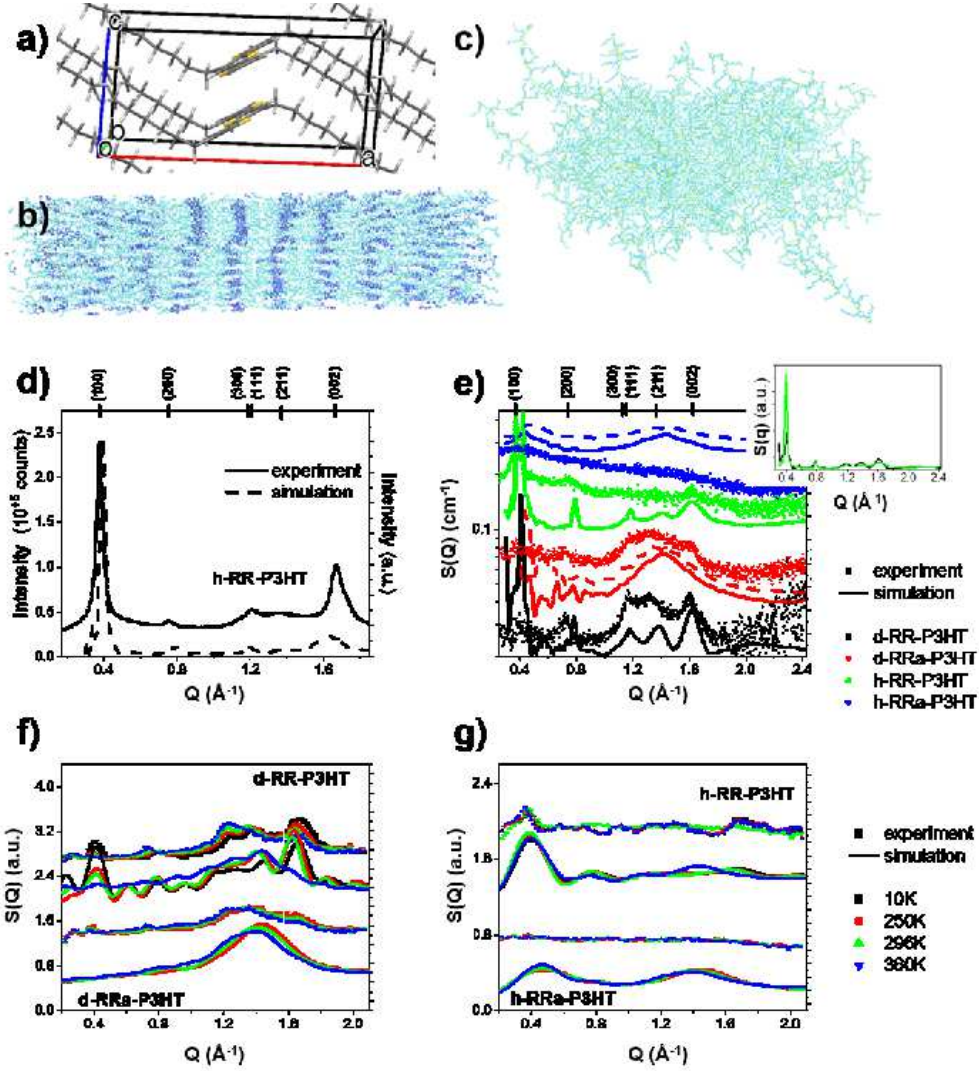 a)
c
b
o
a
c)
b)
d)
[100]
[200]
[300]
[111]
[211]
[002]
Intensity (10^5 counts)
2.5
2.0
1.5
1.0
0.5
0.0
experiment
simulation
h-RR-P3HT
Intensity (a.u.)
0.4 0.8 1.2 1.6
Q (Å-1)
e)
[100]
[200]
[300]
[111]
[211]
[002]
S(Q) (cm-1)
0.1
0.4 0.8 1.2 1.6 2.0 2.4
Q (Å-1)
S(q) (a.u.)
0.4 0.8 1.2 1.6 2.0 2.4
Q (Å-1)
experiment
simulation
d-RR-P3HT
d-RRa-P3HT
h-RR-P3HT
h-RRa-P3HT
f)
d-RR-P3HT
S(Q) (a.u.)
4.0
3.2
2.4
1.6
0.8
0.0
d-RRa-P3HT
0.4 0.8 1.2 1.6 2.0
Q (Å-1)
g)
h-RR-P3HT
S(Q) (a.u.)
2.4
1.6
0.8
0.0
h-RRa-P3HT
0.4 0.8 1.2 1.6 2.0
Q (Å-1)
experiment
simulation
10K
250K
296K
360K